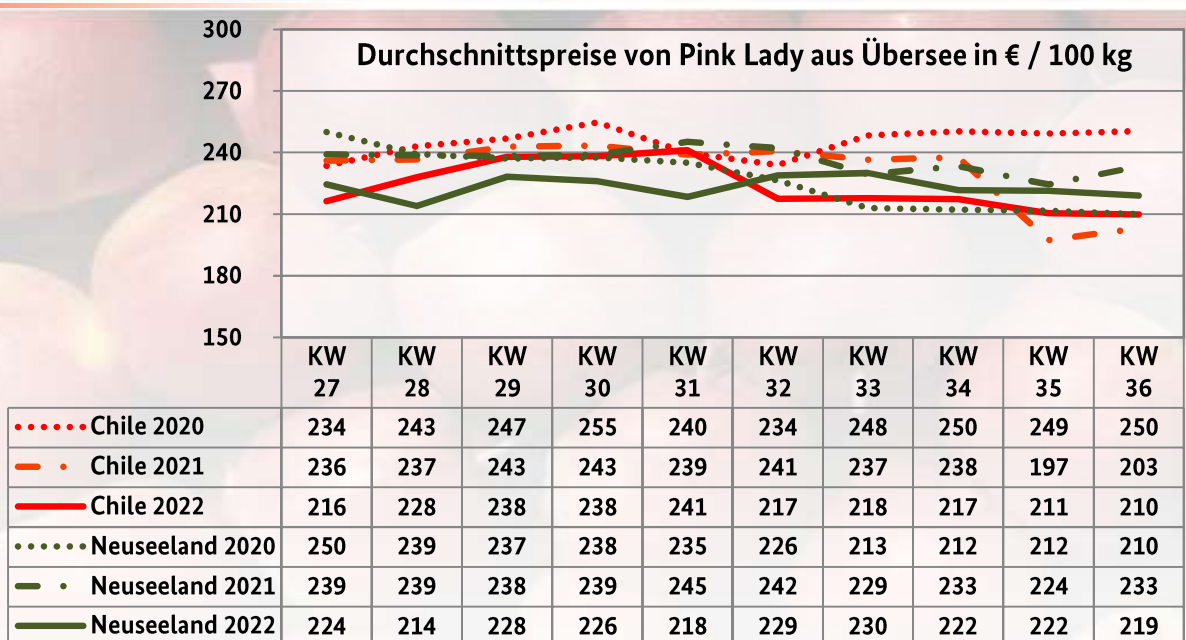 Durchschnittspreise von Pink Lady aus Übersee in € / 100 kg
300
270
240
210
180
150
KW 27 KW 28 KW 29 KW 30 KW 31 KW 32 KW 33 KW 34 KW 35 KW 36
Chile 2020 234 243 247 255 240 234 248 250 249 250
Chile 2021 236 237 243 243 239 241 237 238 197 203
Chile 2022 216 228 238 238 241 217 218 217 211 210
Neuseeland 2020 250 239 237 238 235 226 213 212 212 210
Neuseeland 2021 239 239 238 239 245 242 229 233 224 233
Neuseeland 2022 224 214 228 226 218 229 230 222 222 219